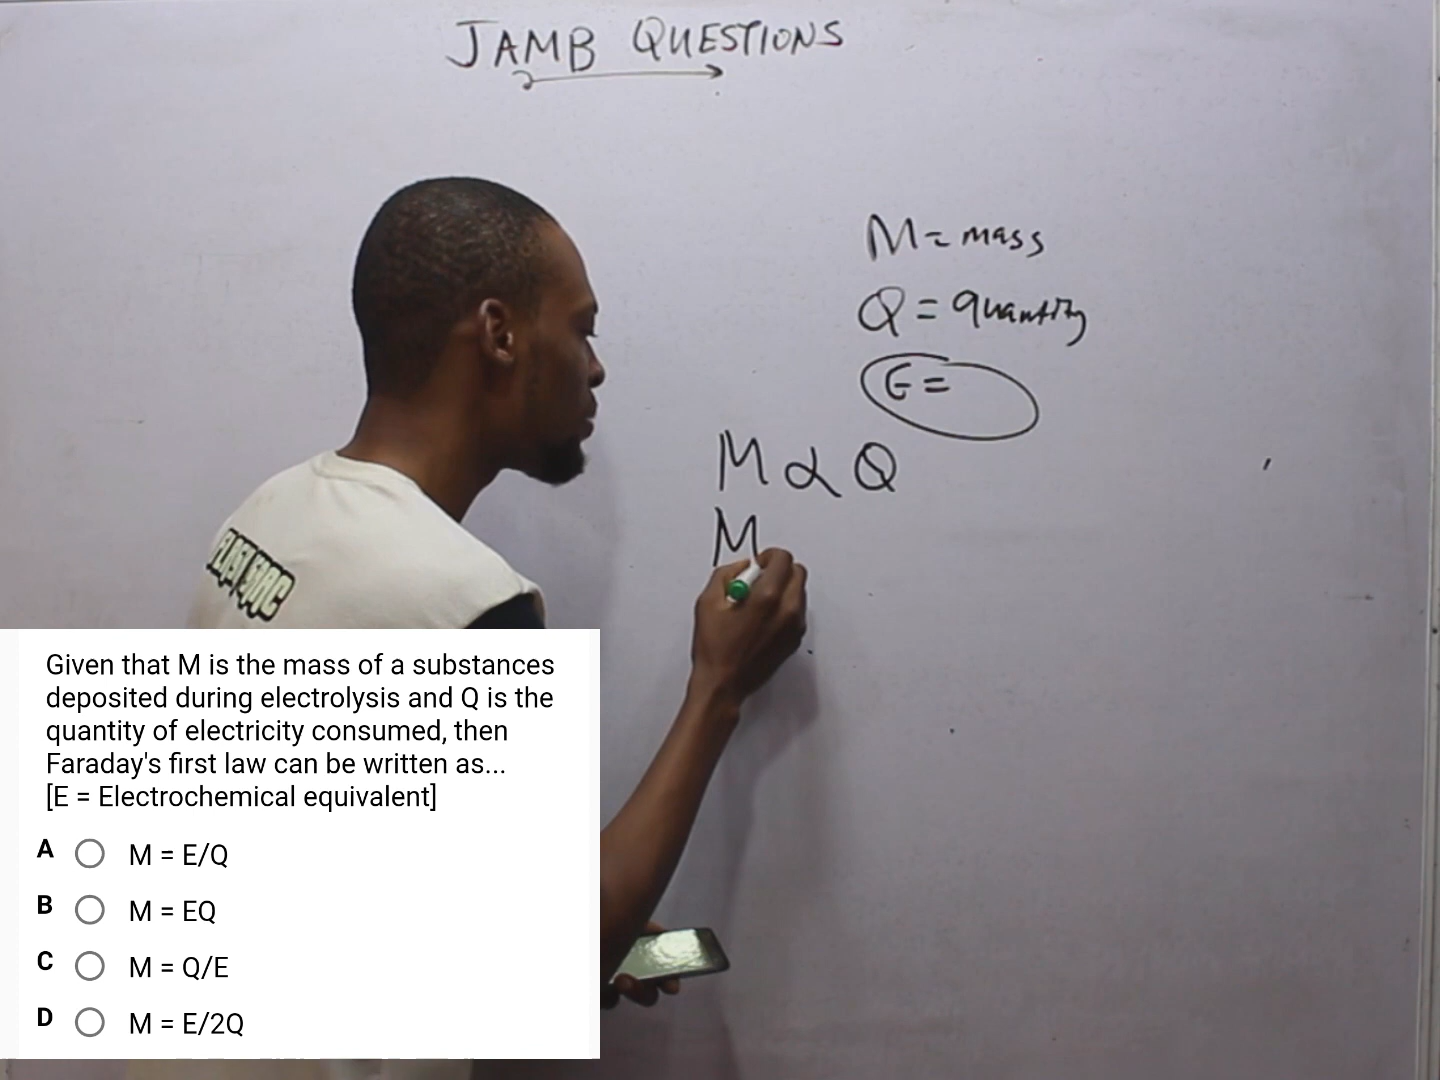 JAMB QUESTIONS
M = mass
Q = quantity
E =
M α Q
M
Given that M is the mass of a substances
deposited during electrolysis and Q is the
quantity of electricity consumed, then
Faraday's first law can be written as...
[E = Electrochemical equivalent]
A M = E/Q
B M = EQ
C M = Q/E
D M = E/2Q